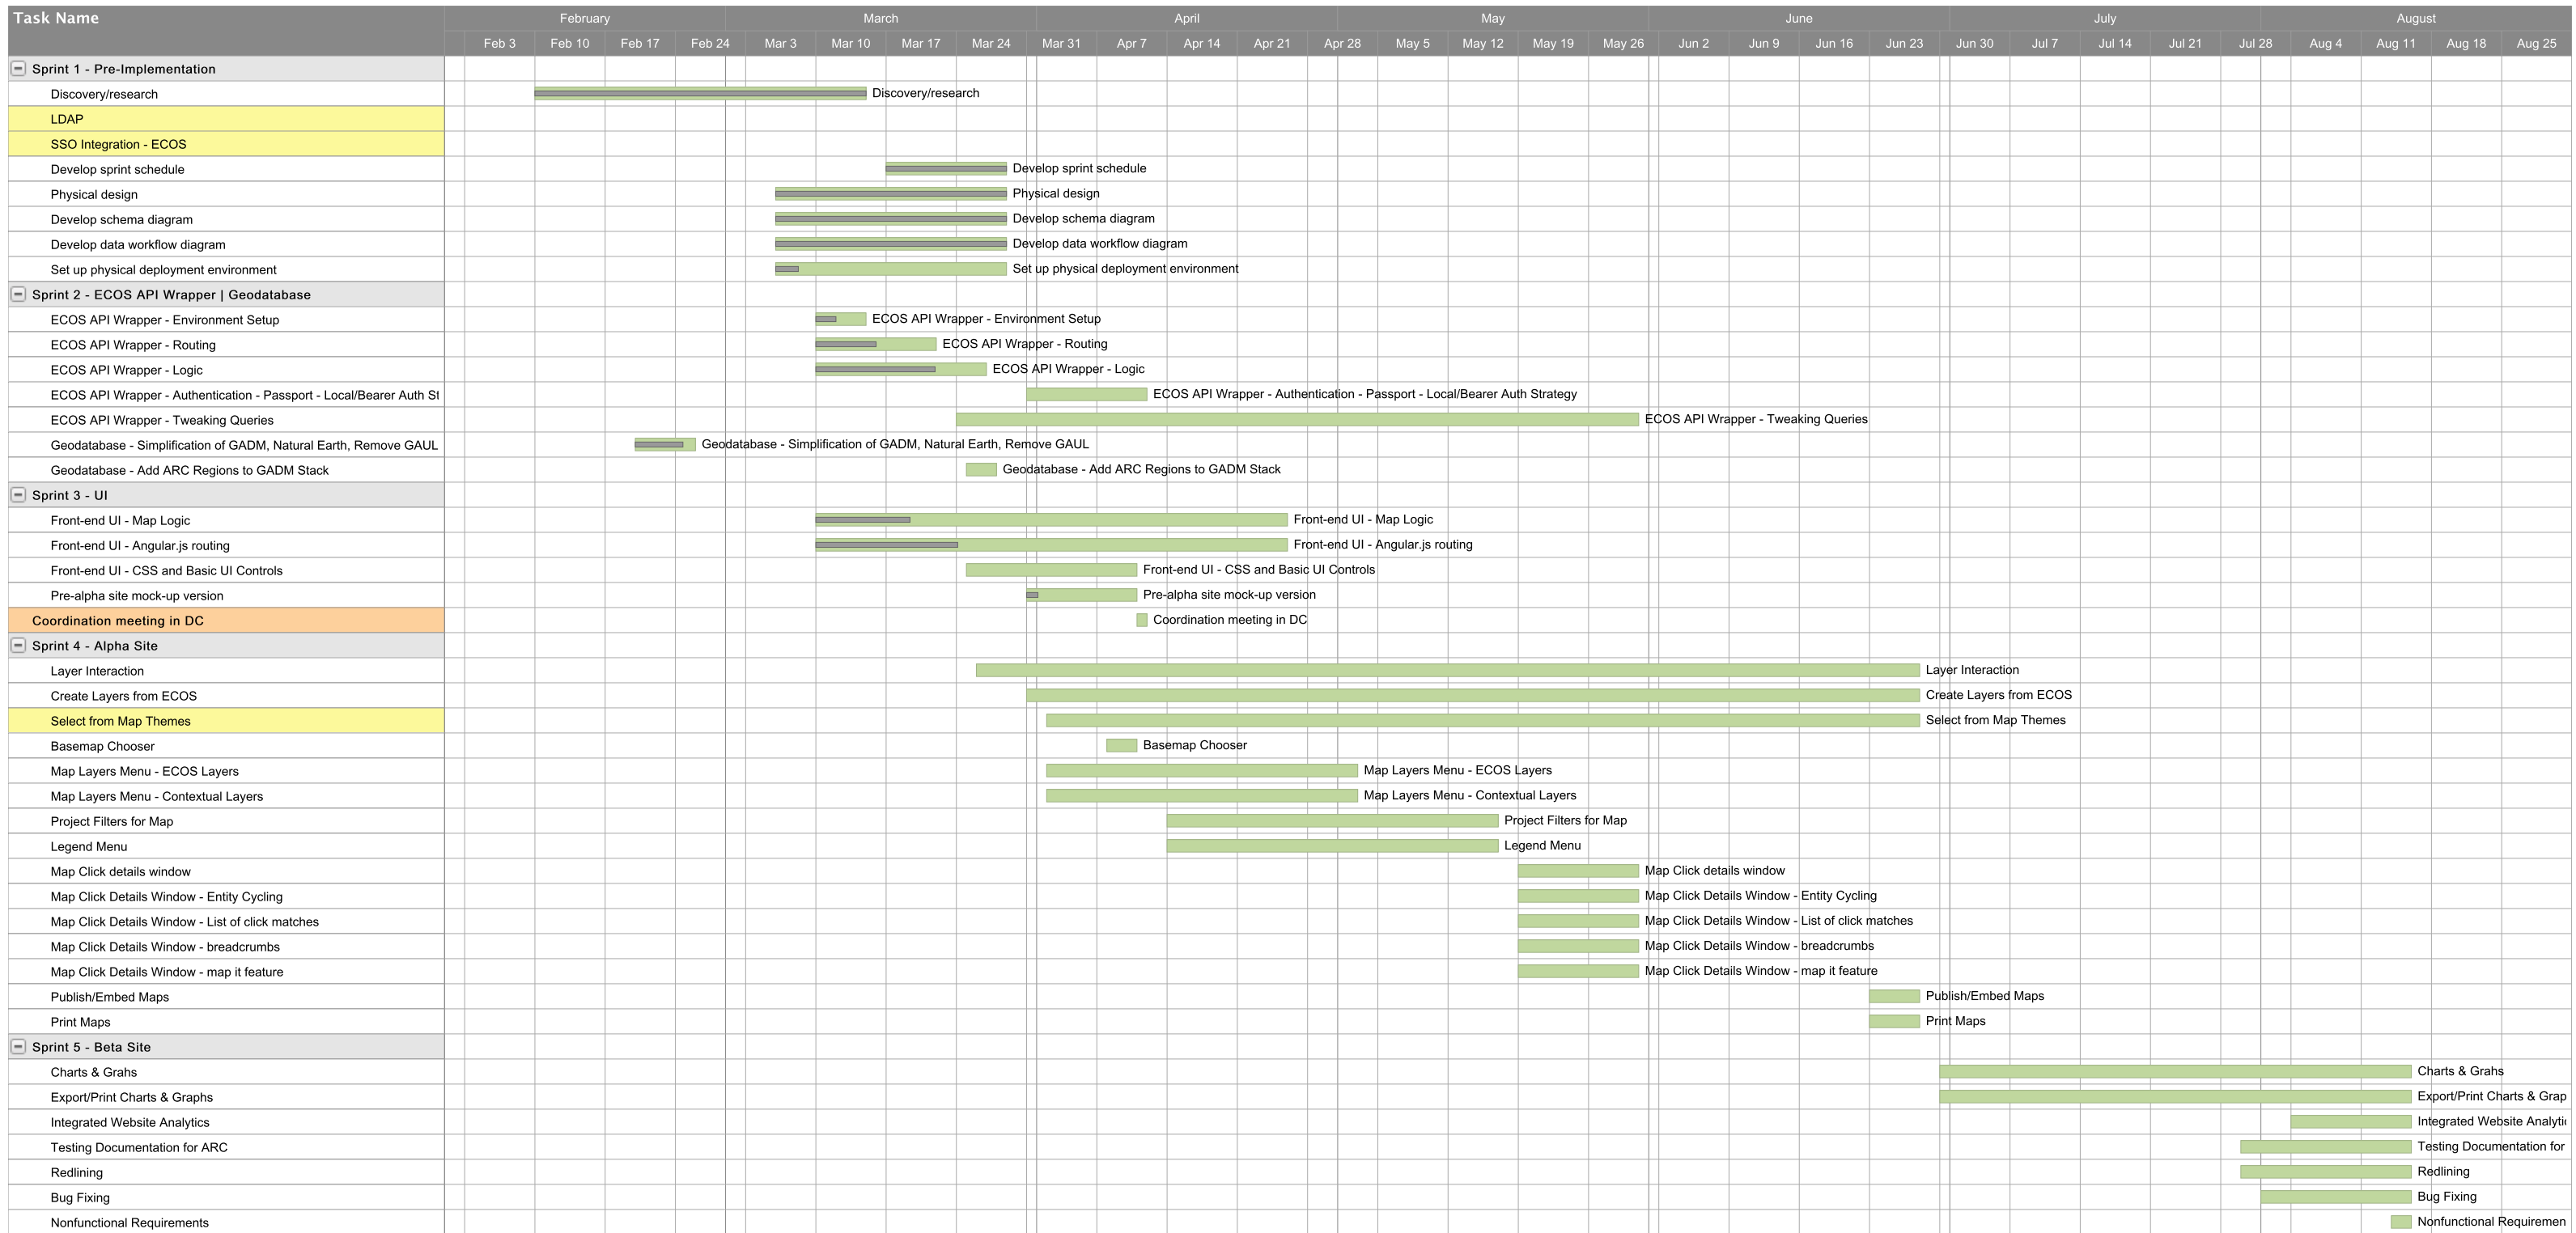 Task Name February March April May June July August
Feb 3 Feb 10 Feb 17 Feb 24 Mar 3 Mar 10 Mar 17 Mar 24 Mar 31 Apr 7 Apr 14 Apr 21 Apr 28 May 5 May 12 May 19 May 26 Jun 2 Jun 9 Jun 16 Jun 23 Jun 30 Jul 7 Jul 14 Jul 21 Jul 28 Aug 4 Aug 11 Aug 18 Aug 25
Sprint 1 - Pre-Implementation
Discovery/research Discovery/research
LDAP
SSO Integration - ECOS
Develop sprint schedule Develop sprint schedule
Physical design Physical design
Develop schema diagram Develop schema diagram
Develop data workflow diagram Develop data workflow diagram
Set up physical deployment environment Set up physical deployment environment
Sprint 2 - ECOS API Wrapper | Geodatabase
ECOS API Wrapper - Environment Setup ECOS API Wrapper - Environment Setup
ECOS API Wrapper - Routing ECOS API Wrapper - Routing
ECOS API Wrapper - Logic ECOS API Wrapper - Logic
ECOS API Wrapper - Authentication - Passport - Local/Bearer Auth St ECOS API Wrapper - Authentication - Passport - Local/Bearer Auth Strategy
ECOS API Wrapper - Tweaking Queries ECOS API Wrapper - Tweaking Queries
Geodatabase - Simplification of GADM, Natural Earth, Remove GAUL Geodatabase - Simplification of GADM, Natural Earth, Remove GAUL
Geodatabase - Add ARC Regions to GADM Stack Geodatabase - Add ARC Regions to GADM Stack
Sprint 3 - UI
Front-end UI - Map Logic Front-end UI - Map Logic
Front-end UI - Angular.js routing Front-end UI - Angular.js routing
Front-end UI - CSS and Basic UI Controls Front-end UI - CSS and Basic UI Controls
Pre-alpha site mock-up version Pre-alpha site mock-up version
Coordination meeting in DC Coordination meeting in DC
Sprint 4 - Alpha Site
Layer Interaction Layer Interaction
Create Layers from ECOS Create Layers from ECOS
Select from Map Themes Select from Map Themes
Basemap Chooser Basemap Chooser
Map Layers Menu - ECOS Layers Map Layers Menu - ECOS Layers
Map Layers Menu - Contextual Layers Map Layers Menu - Contextual Layers
Project Filters for Map Project Filters for Map
Legend Menu Legend Menu
Map Click details window Map Click details window
Map Click Details Window - Entity Cycling Map Click Details Window - Entity Cycling
Map Click Details Window - List of click matches Map Click Details Window - List of click matches
Map Click Details Window - breadcrumbs Map Click Details Window - breadcrumbs
Map Click Details Window - map it feature Map Click Details Window - map it feature
Publish/Embed Maps Publish/Embed Maps
Print Maps Print Maps
Sprint 5 - Beta Site
Charts & Grahs Charts & Grahs
Export/Print Charts & Graphs Export/Print Charts & Grap
Integrated Website Analytics Integrated Website Analytic
Testing Documentation for ARC Testing Documentation for
Redlining Redlining
Bug Fixing Bug Fixing
Nonfunctional Requirements Nonfunctional Requiremen